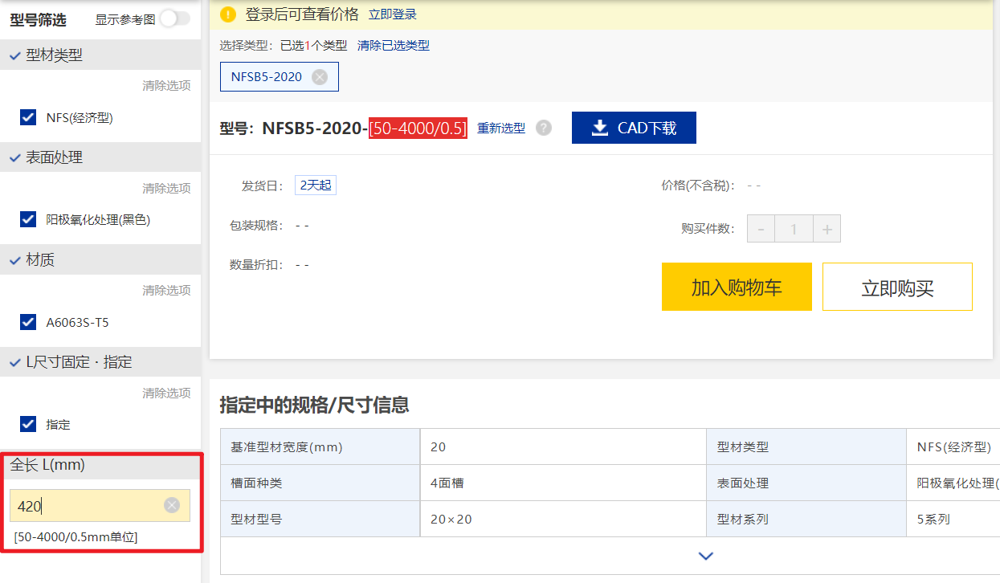 型号筛选
显示参考图
型材类型
清除选项
NFS(经济型)
表面处理
清除选项
阳极氧化处理(黑色)
材质
清除选项
A6063S-T5
L尺寸固定・指定
清除选项
指定
全长 L(mm)
420
[50-4000/0.5mm单位]
登录后可查看价格 立即登录
选择类型: 已选1个类型 清除已选类型
NFSB5-2020
型号: NFSB5-2020-[50-4000/0.5] 重新选型 ? CAD下载
发货日: 2天起
包装规格: - -
数量折扣: - -
价格(不含税): - -
购买件数: - 1 +
加入购物车 立即购买
指定中的规格/尺寸信息
基准型材宽度(mm) 20 型材类型 NFS(经济型)
槽面种类 4面槽 表面处理 阳极氧化处理(
型材型号 20×20 型材系列 5系列